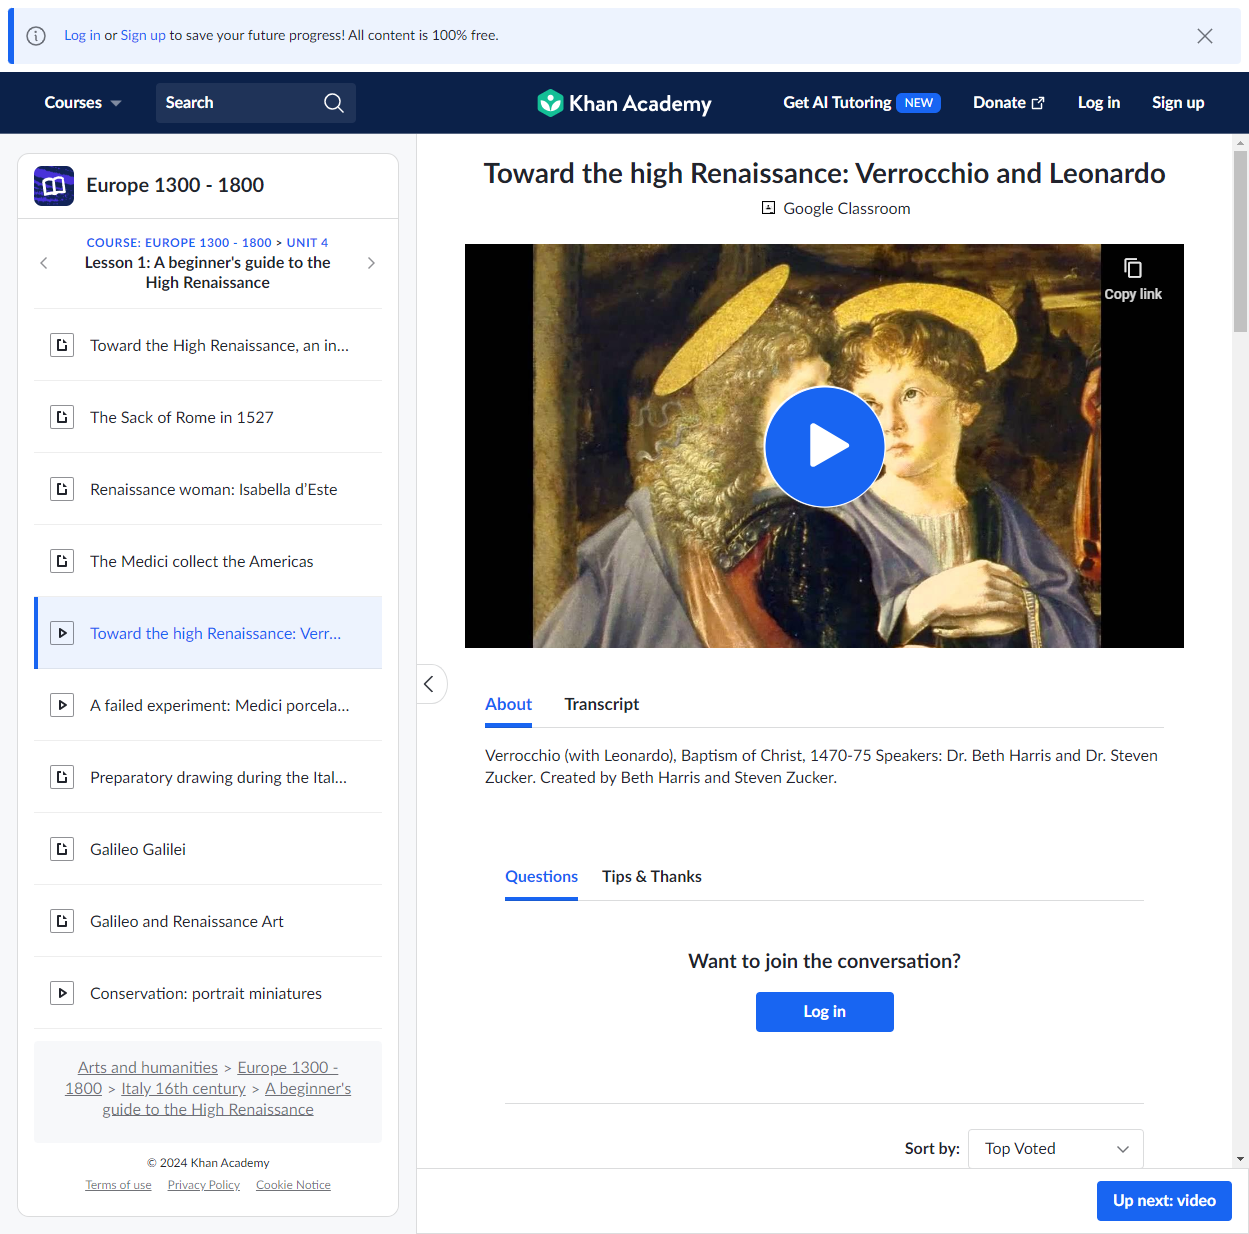 Log in or Sign up to save your future progress! All content is 100% free.
Courses
Search
Khan Academy
Get AI Tutoring NEW
Donate
Log in
Sign up
Europe 1300 - 1800
COURSE: EUROPE 1300 - 1800 > UNIT 4
Lesson 1: A beginner's guide to the
High Renaissance
Toward the High Renaissance, an in...
The Sack of Rome in 1527
Renaissance woman: Isabella d’Este
The Medici collect the Americas
Toward the high Renaissance: Verr...
A failed experiment: Medici porcela...
Preparatory drawing during the Ital...
Galileo Galilei
Galileo and Renaissance Art
Conservation: portrait miniatures
Arts and humanities > Europe 1300 -
1800 > Italy 16th century > A beginner's
guide to the High Renaissance
© 2024 Khan Academy
Terms of use Privacy Policy Cookie Notice
Toward the high Renaissance: Verrocchio and Leonardo
Google Classroom
Copy link
About Transcript
Verrocchio (with Leonardo), Baptism of Christ, 1470-75 Speakers: Dr. Beth Harris and Dr. Steven
Zucker. Created by Beth Harris and Steven Zucker.
Questions Tips & Thanks
Want to join the conversation?
Log in
Sort by: Top Voted
Up next: video